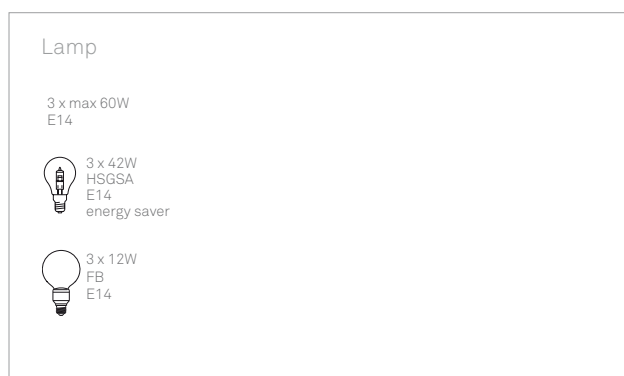 Lamp
3 x max 60W
E14
3 x 42W
HSGSA
E14
energy saver
3 x 12W
FB
E14